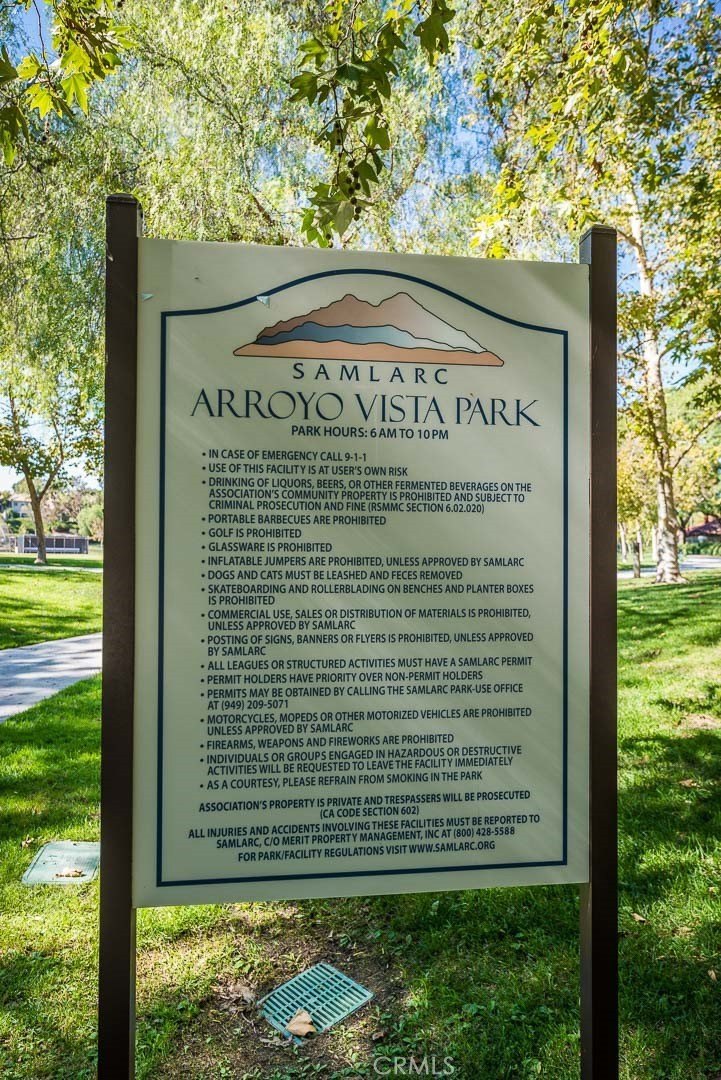 SAMLARC
ARROYO VISTA PARK
PARK HOURS: 6 AM TO 10 PM
• IN CASE OF EMERGENCY CALL 9-1-1
• USE OF THIS FACILITY IS AT USER'S OWN RISK
• DRINKING OF LIQUORS, BEERS, OR OTHER FERMENTED BEVERAGES ON THE
ASSOCIATION'S COMMUNITY PROPERTY IS PROHIBITED AND SUBJECT TO
CRIMINAL PROSECUTION AND FINE (RSMMC SECTION 6.02.020)
• PORTABLE BARBECUES ARE PROHIBITED
• GOLF IS PROHIBITED
• GLASSWARE IS PROHIBITED
• INFLATABLE JUMPERS ARE PROHIBITED, UNLESS APPROVED BY SAMLARC
• DOGS AND CATS MUST BE LEASHED AND FECES REMOVED
• SKATEBOARDING AND ROLLERBLADING ON BENCHES AND PLANTER BOXES
IS PROHIBITED
• COMMERCIAL USE, SALES OR DISTRIBUTION OF MATERIALS IS PROHIBITED,
UNLESS APPROVED BY SAMLARC
• POSTING OF SIGNS, BANNERS OR FLYERS IS PROHIBITED, UNLESS APPROVED
BY SAMLARC
• ALL LEAGUES OR STRUCTURED ACTIVITIES MUST HAVE A SAMLARC PERMIT
• PERMIT HOLDERS HAVE PRIORITY OVER NON-PERMIT HOLDERS
• PERMITS MAY BE OBTAINED BY CALLING THE SAMLARC PARK-USE OFFICE
AT (949) 209-5071
• MOTORCYCLES, MOPEDS OR OTHER MOTORIZED VEHICLES ARE PROHIBITED
UNLESS APPROVED BY SAMLARC
• FIREARMS, WEAPONS AND FIREWORKS ARE PROHIBITED
• INDIVIDUALS OR GROUPS ENGAGED IN HAZARDOUS OR DESTRUCTIVE
ACTIVITIES WILL BE REQUESTED TO LEAVE THE FACILITY IMMEDIATELY
• AS A COURTESY, PLEASE REFRAIN FROM SMOKING IN THE PARK
ASSOCIATION'S PROPERTY IS PRIVATE AND TRESPASSERS WILL BE PROSECUTED
(CA CODE SECTION 602)
ALL INJURIES AND ACCIDENTS INVOLVING THESE FACILITIES MUST BE REPORTED TO
SAMLARC, C/O MERIT PROPERTY MANAGEMENT, INC AT (800) 428-5588
FOR PARK/FACILITY REGULATIONS VISIT WWW.SAMLARC.ORG
CRMLS